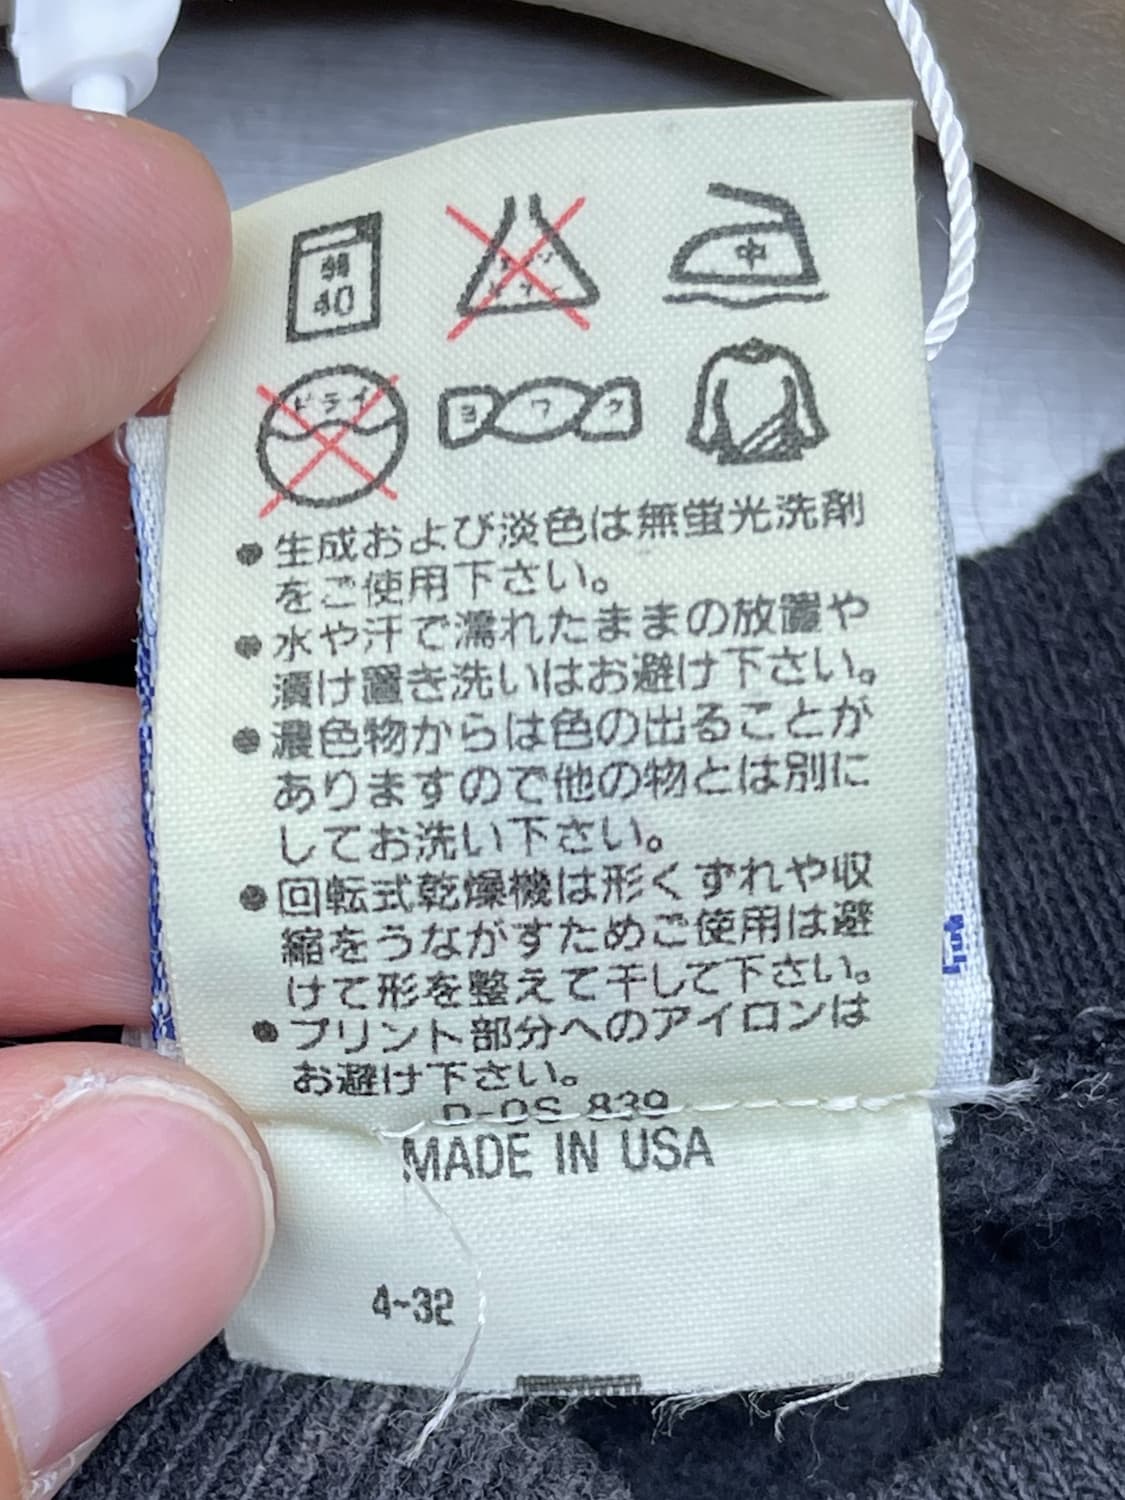 40
中
ドライ
ヨワク
●生成および淡色は無蛍光洗剤
をご使用下さい。
●水や汗で濡れたままの放置や
漬け置き洗いはお避け下さい。
●濃色物からは色の出ることが
ありますので他の物とは別に
してお洗い下さい。
●回転式乾燥機は形くずれや収
縮をうながすためご使用は避
けて形を整えて干して下さい。
●プリント部分へのアイロンは
お避け下さい。
D-OS 839
MADE IN USA
4-32